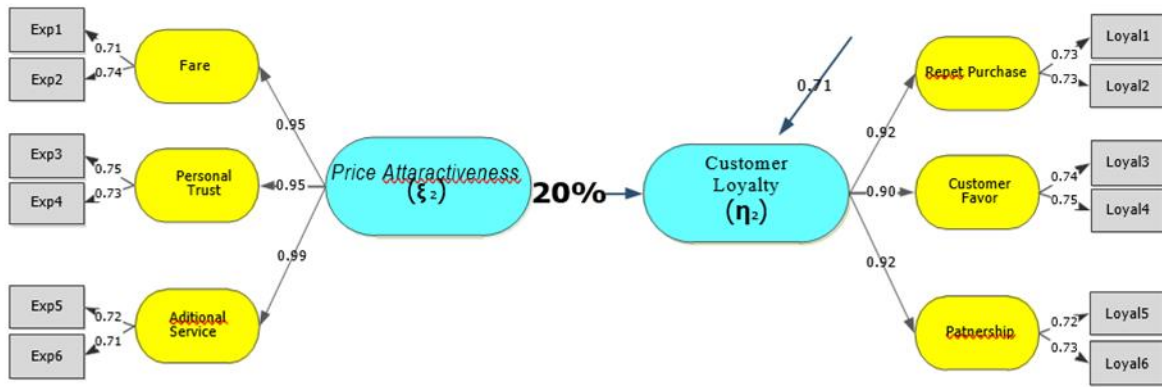 Exp1
0.71
Exp2
0.74
Fare
0.95
Exp3
0.75
Exp4
0.73
Personal
Trust
0.95
Exp5
0.72
Exp6
0.71
Aditional
Service
0.99
Price Attaractiveness
(ξ₂)
20%
0.71
Customer
Loyalty
(η₂)
0.92
Repet Purchase
0.73
Loyal1
0.73
Loyal2
0.90
Customer
Favor
0.74
Loyal3
0.75
Loyal4
0.92
Patnership
0.72
Loyal5
0.73
Loyal6